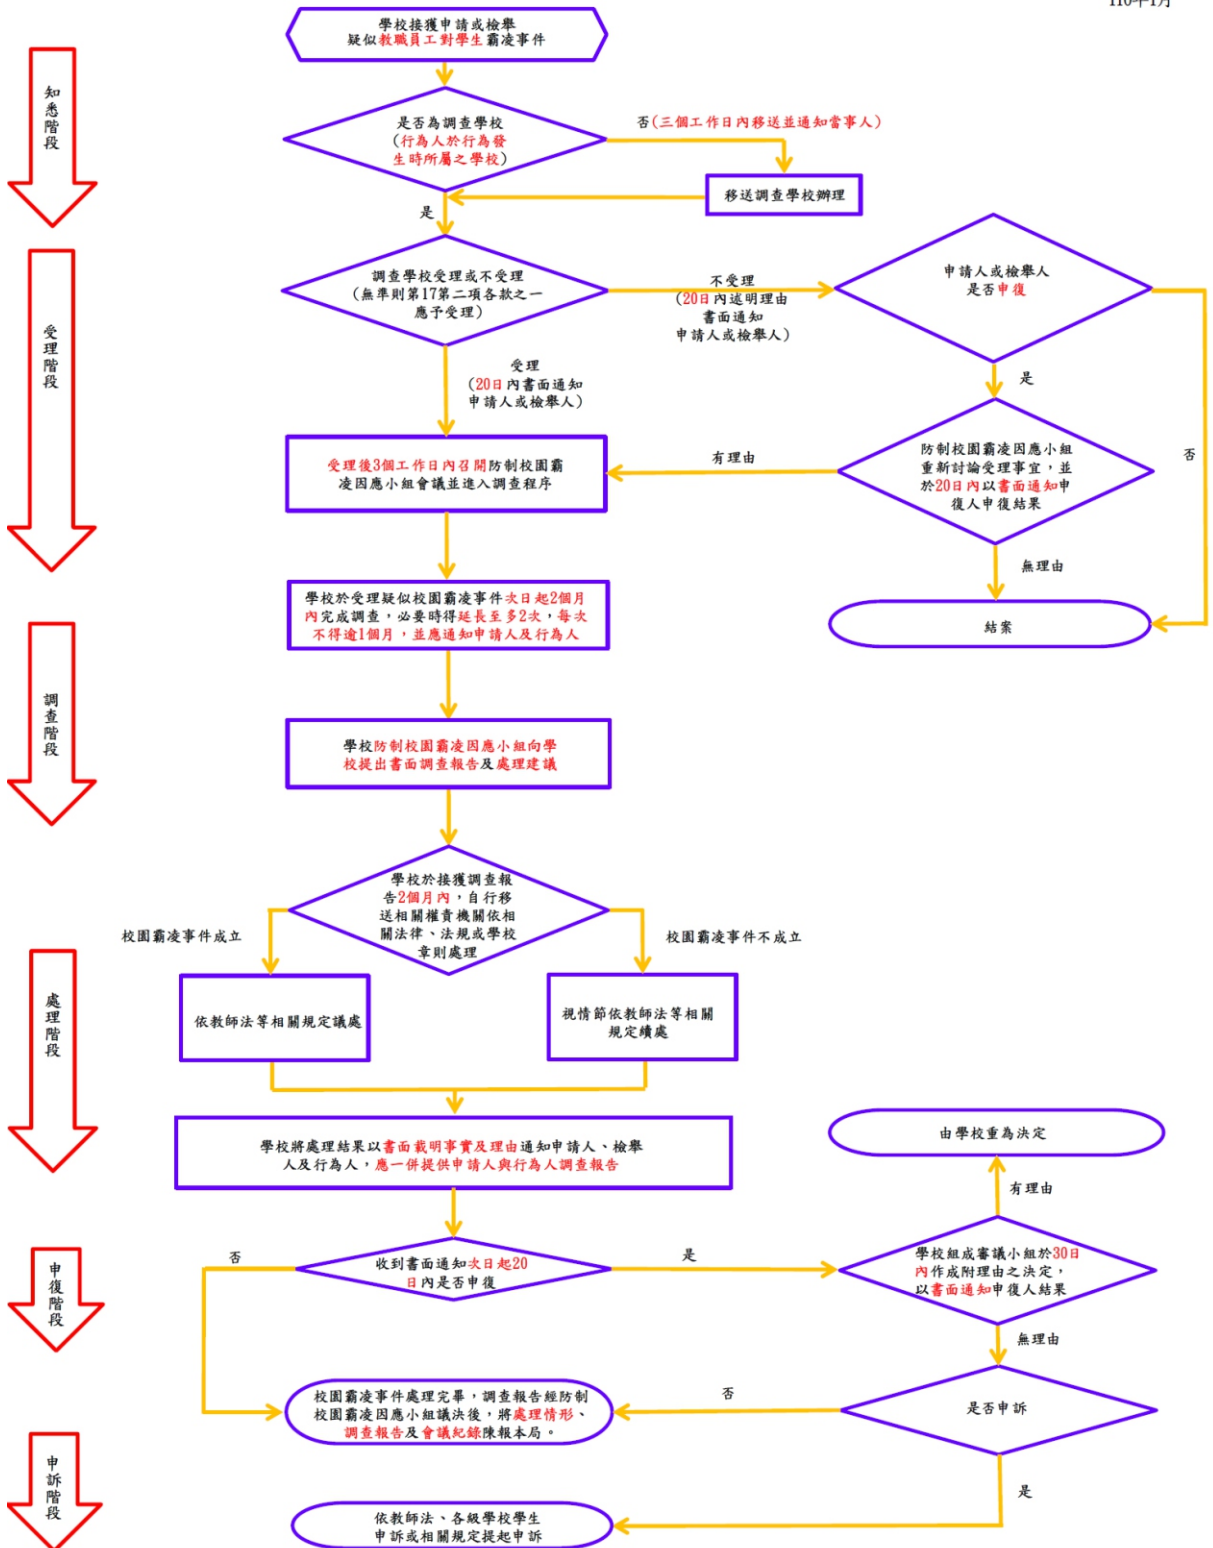 110年1月
學校接獲申請或檢舉
疑似教職員工對學生霸凌事件
知悉階段
是否為調查學校
(行為人於行為發
生時所屬之學校)
否(三個工作日內移送並通知當事人)
移送調查學校辦理
是
受理階段
調查學校受理或不受理
(無準則第17第二項各款之一
應予受理)
不受理
(20日內述明理由
書面通知
申請人或檢舉人)
申請人或檢舉人
是否申復
受理
(20日內書面通知
申請人或檢舉人)
是
否
受理後3個工作日內召開防制校園霸
凌因應小組會議並進入調查程序
有理由
防制校園霸凌因應小組
重新討論受理事宜，並
於20日內以書面通知申
復人申復結果
無理由
結案
調查階段
學校於受理疑似校園霸凌事件次日起2個月
內完成調查，必要時得延長至多2次，每次
不得逾1個月，並應通知申請人及行為人
學校防制校園霸凌因應小組向學
校提出書面調查報告及處理建議
處理階段
學校於接獲調查報
告2個月內，自行移
送相關權責機關依相
關法律、法規或學校
章則處理
校園霸凌事件成立
校園霸凌事件不成立
依教師法等相關規定議處
視情節依教師法等相關
規定續處
學校將處理結果以書面載明事實及理由通知申請人、檢舉
人及行為人，應一併提供申請人與行為人調查報告
由學校重為決定
有理由
申復階段
否
收到書面通知次日起20
日內是否申復
是
學校組成審議小組於30日
內作成附理由之決定，
以書面通知申復人結果
無理由
校園霸凌事件處理完畢，調查報告經防制
校園霸凌因應小組議決後，將處理情形、
調查報告及會議紀錄陳報本局。
否
是否申訴
是
申訴階段
依教師法、各級學校學生
申訴或相關規定提起申訴